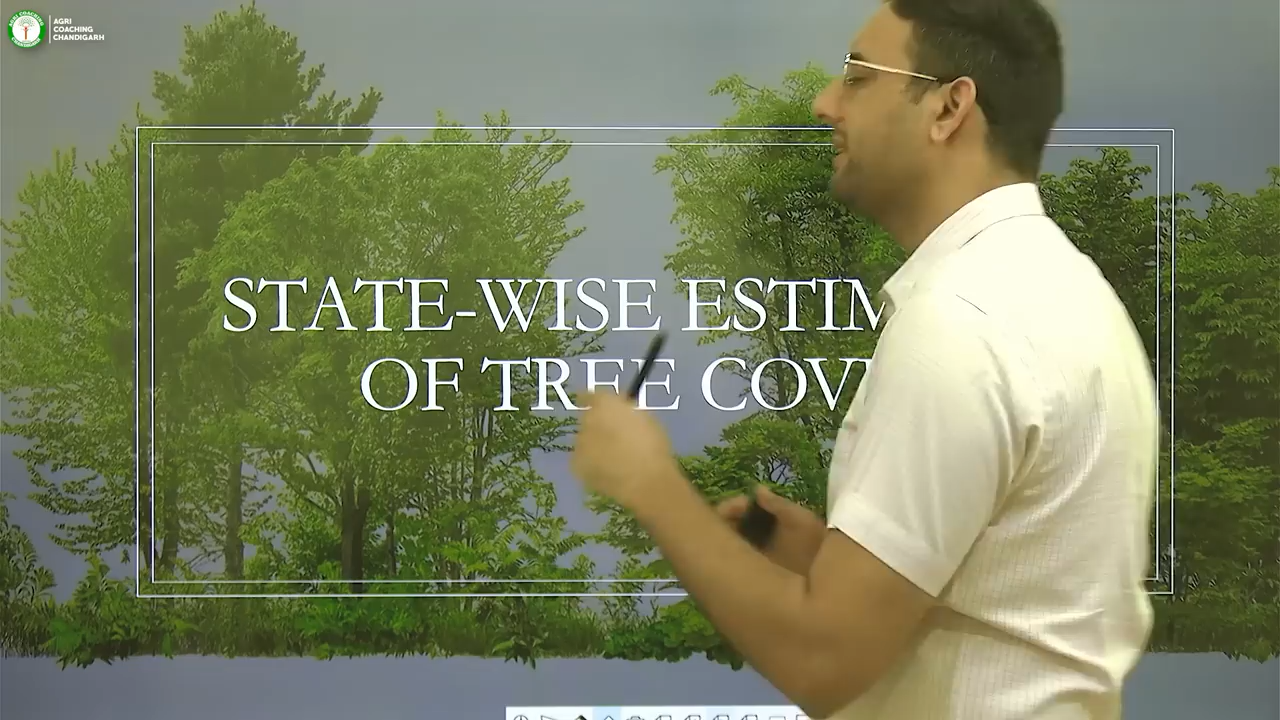 AGRI
COACHING
CHANDIGARH
STATE-WISE ESTIM
OF TREE COV